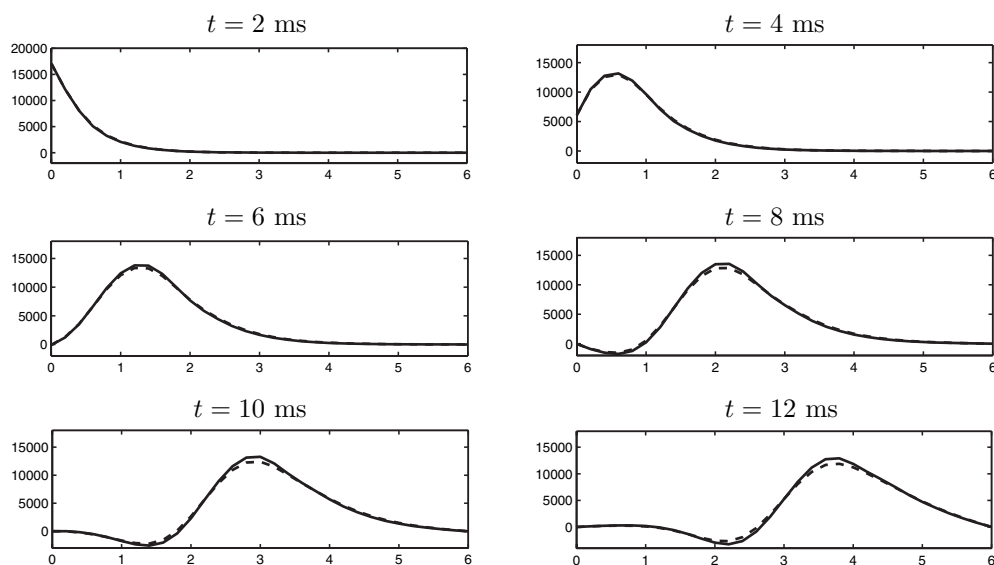 t = 2 ms
20000
15000
10000
5000
0
0 1 2 3 4 5 6
t = 4 ms
15000
10000
5000
0
0 1 2 3 4 5 6
t = 6 ms
15000
10000
5000
0
0 1 2 3 4 5 6
t = 8 ms
15000
10000
5000
0
0 1 2 3 4 5 6
t = 10 ms
15000
10000
5000
0
0 1 2 3 4 5 6
t = 12 ms
15000
10000
5000
0
0 1 2 3 4 5 6